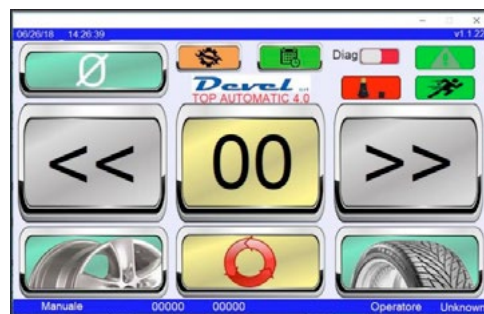 06/26/18 _ 14:26:39
v1.1.22
Ø
Diag
Devel srl
TOP AUTOMATIC 4.0
<<
00
>>
Manuale 00000 00000 Operatore Unknown